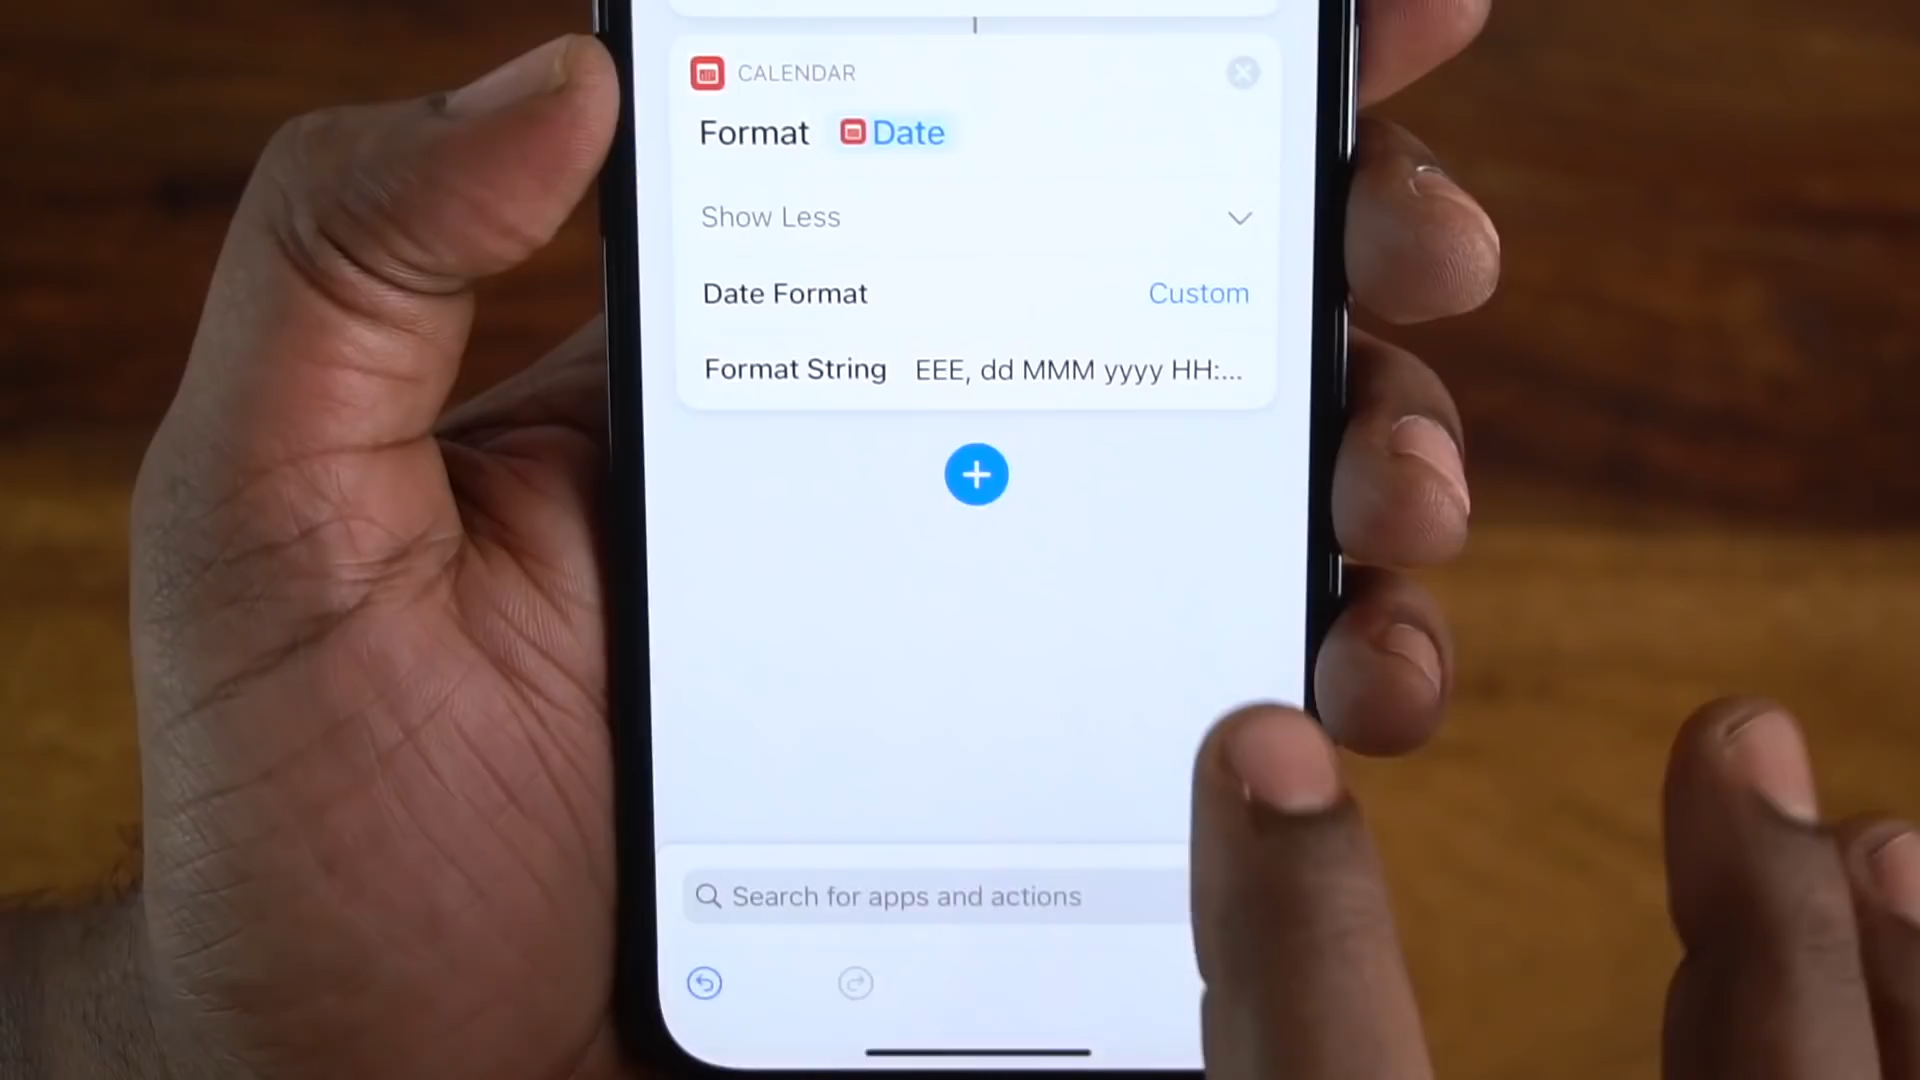 CALENDAR
Format Date
Show Less
Date Format Custom
Format String EEE, dd MMM yyyy HH:...
Search for apps and actions